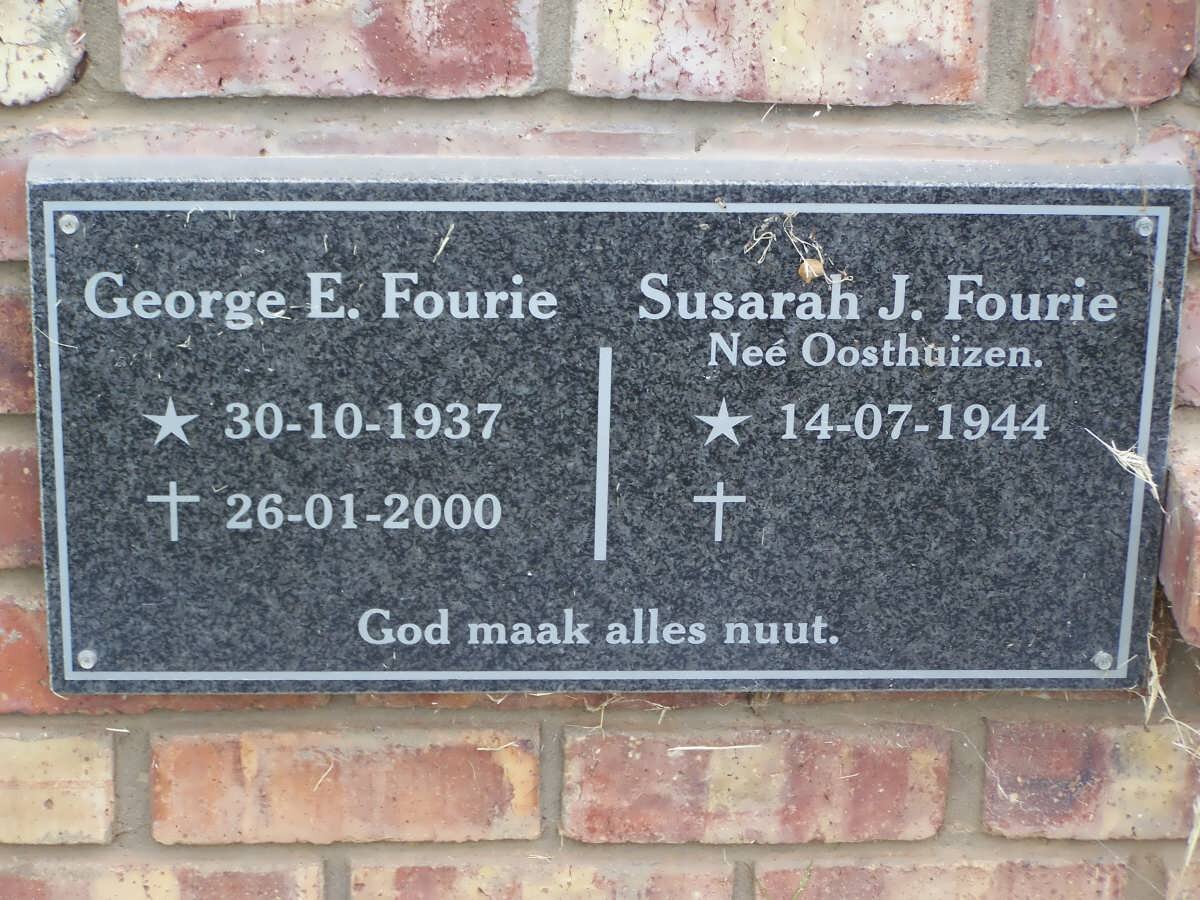 George E. Fourie
★ 30-10-1937
† 26-01-2000
Susarah J. Fourie
Neé Oosthuizen.
★ 14-07-1944
†
God maak alles nuut.